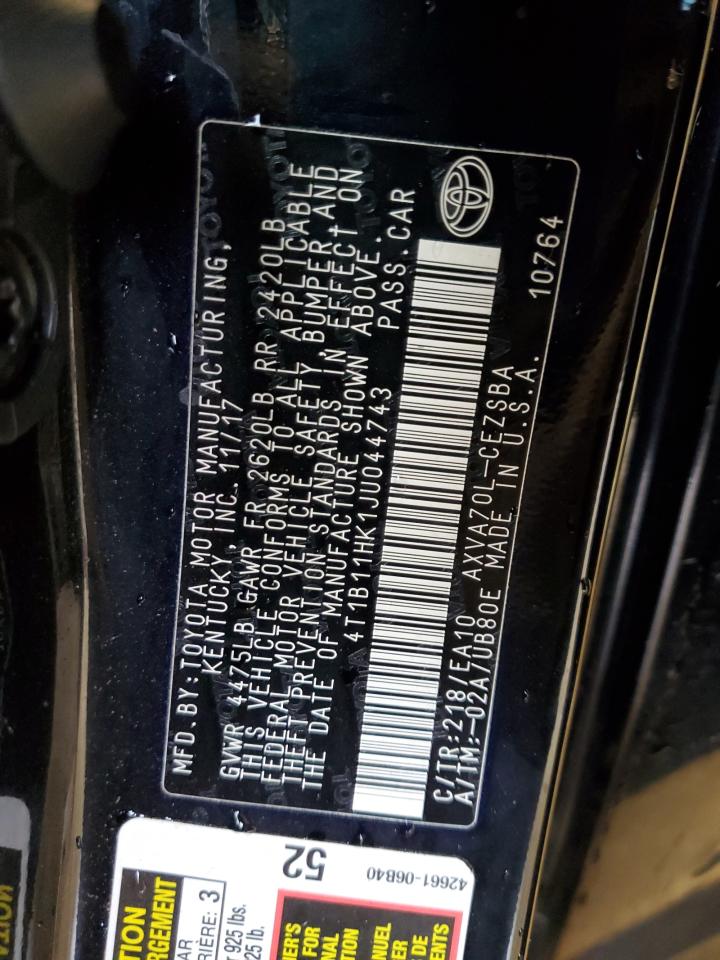 MFD.BY:TOYOTA MOTOR MANUFACTURING,
KENTUCKY, INC. 11/17
GVWR 4475LB GAWR FR 2620LB RR 2420LB
THIS VEHICLE CONFORMS TO ALL APPLICABLE
FEDERAL MOTOR VEHICLE SAFETY BUMPER, AND
THEFT PREVENTION STANDARDS IN EFFECT ON
THE DATE OF MANUFACTURE SHOWN ABOVE.
4T1B11HK1JU044743 PASS.CAR
C/TR:218/EA10 AXVA70L-CEZSBA
A/TM:-02A/UB80E MADE IN U.S.A.
10764
52
42661-06B40
3
925 lbs.